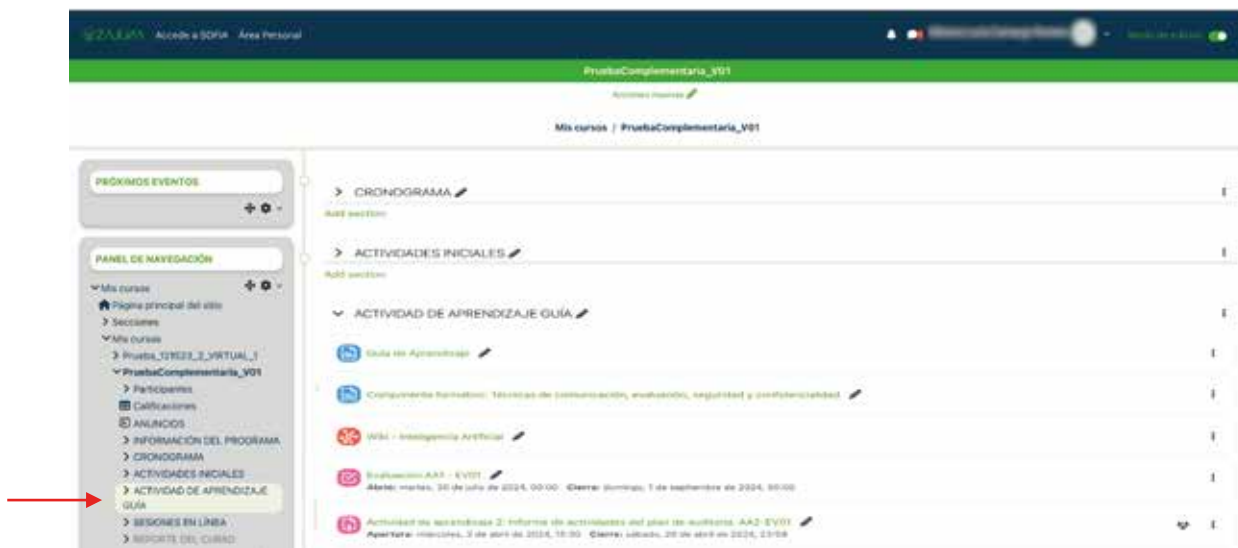 ZAJUNA Accede a SOFIA Área Personal
PruebaComplementaria_V01
Acciones masivas
Mis cursos / PruebaComplementaria_V01
PRÓXIMOS EVENTOS
PANEL DE NAVEGACIÓN
Mis cursos
Página principal del sitio
Secciones
Mis cursos
Prueba_121523_2_VIRTUAL_1
PruebaComplementaria_V01
Participantes
Calificaciones
ANUNCIOS
INFORMACIÓN DEL PROGRAMA
CRONOGRAMA
ACTIVIDADES INICIALES
ACTIVIDAD DE APRENDIZAJE
GUÍA
SESIONES EN LÍNEA
REPORTE DEL CURSO
CRONOGRAMA
Add section
ACTIVIDADES INICIALES
Add section
ACTIVIDAD DE APRENDIZAJE GUÍA
Guía de Aprendizaje
Componente formativo: Técnicas de comunicación, evaluación, seguridad y confidencialidad.
Wiki - Inteligencia Artificial
Evaluación AA1 - EV01
Abrió: martes, 30 de julio de 2024, 00:00 Cierre: domingo, 1 de septiembre de 2024, 00:00
Actividad de aprendizaje 2: Informe de actividades del plan de auditoría. AA2-EV01
Apertura: miércoles, 3 de abril de 2024, 15:30 Cierre: sábado, 20 de abril de 2024, 23:59